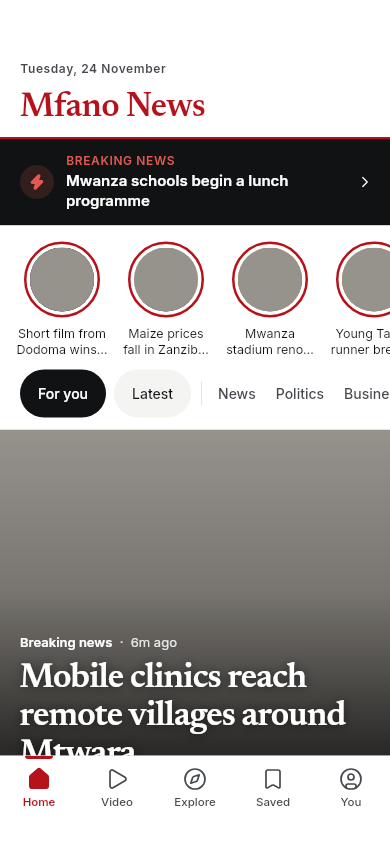 Tuesday, 24 November
Mfano News
BREAKING NEWS
Mwanza schools begin a lunch
programme
Short film from
Dodoma wins...
Maize prices
fall in Zanzib...
Mwanza
stadium reno...
Young Ta
runner bre
For you
Latest
News
Politics
Busine
Breaking news · 6m ago
Mobile clinics reach
remote villages around
Mtwara
Home
Video
Explore
Saved
You